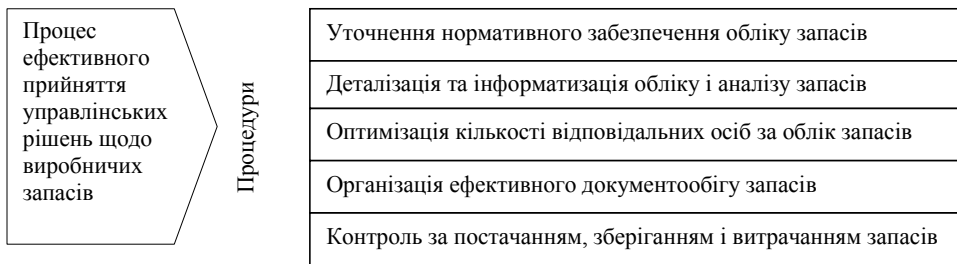 Процес
ефективного
прийняття
управлінських
рішень щодо
виробничих
запасів
Процедури
Уточнення нормативного забезпечення обліку запасів
Деталізація та інформатизація обліку і аналізу запасів
Оптимізація кількості відповідальних осіб за облік запасів
Організація ефективного документообігу запасів
Контроль за постачанням, зберіганням і витрачанням запасів